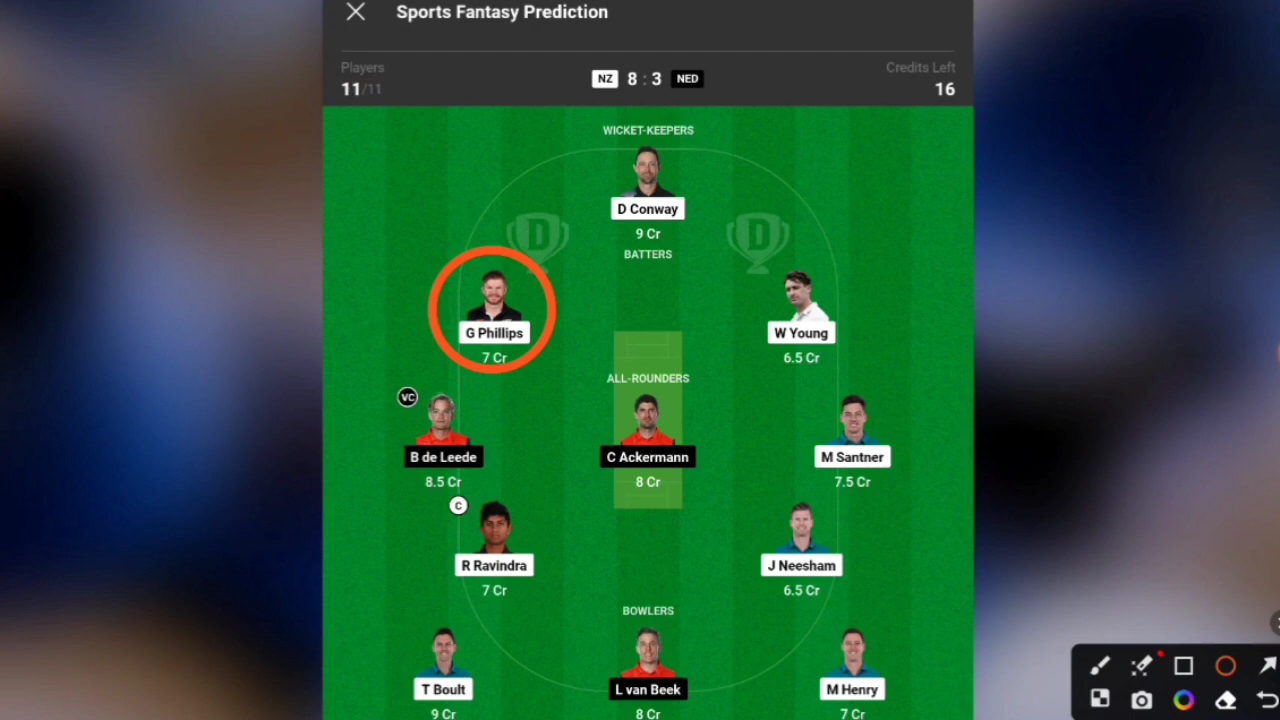 Sports Fantasy Prediction
Players
11/11
NZ 8 : 3 NED
Credits Left
16
WICKET-KEEPERS
D Conway
9 Cr
D D
BATTERS
G Phillips W Young
7 Cr 6.5 Cr
ALL-ROUNDERS
VC
B de Leede C Ackermann M Santner
8.5 Cr 8 Cr 7.5 Cr
C
R Ravindra J Neesham
7 Cr 6.5 Cr
BOWLERS
T Boult L van Beek M Henry
9 Cr 8 Cr 7 Cr